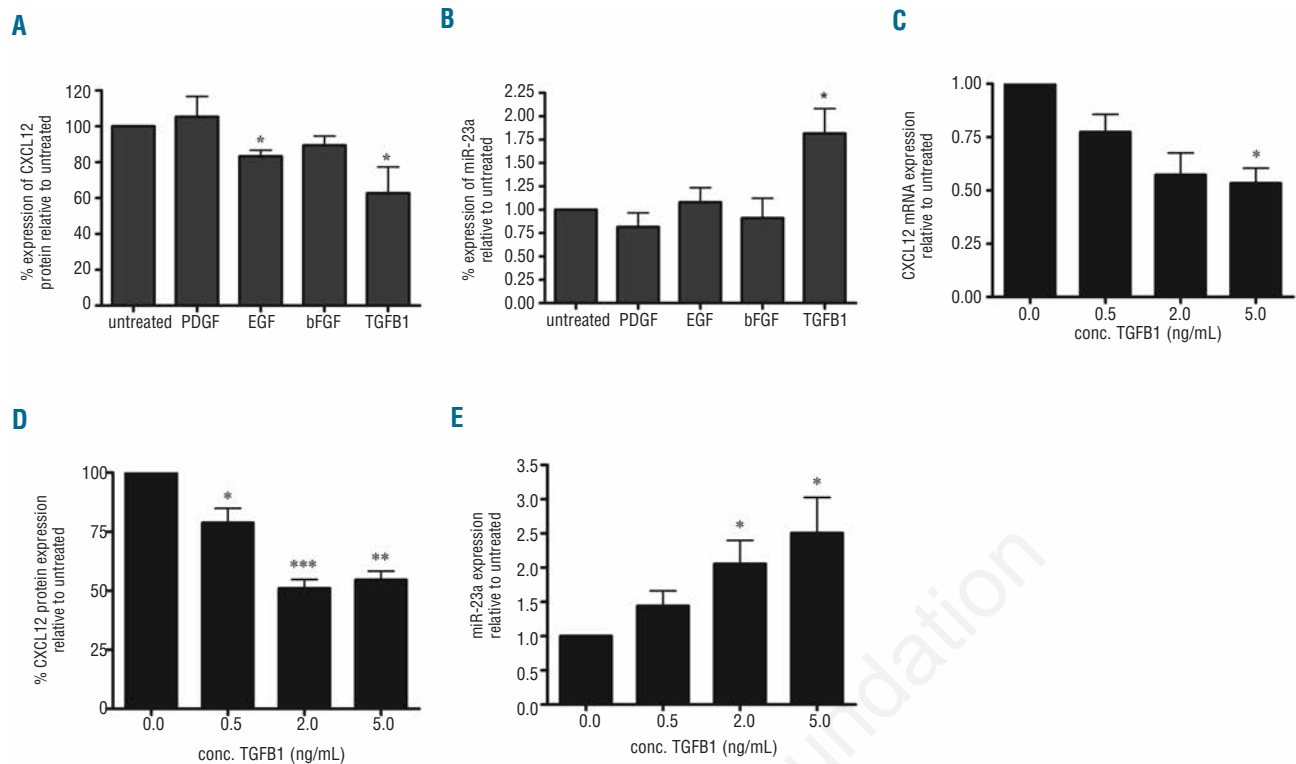 A
% expression of CXCL12
protein relative to untreated
120
100
80
60
40
20
0
*
*
untreated PDGF EGF bFGF TGFB1
B
% expression of miR-23a
relative to untreated
2.25
2.00
1.75
1.50
1.25
1.00
0.75
0.50
0.25
0.00
*
untreated PDGF EGF bFGF TGFB1
C
CXCL12 mRNA expression
relative to untreated
1.00
0.75
0.50
0.25
0.00
*
0.0 0.5 2.0 5.0
conc. TGFB1 (ng/mL)
D
% CXCL12 protein expression
relative to untreated
100
75
50
25
0
*
***
**
0.0 0.5 2.0 5.0
conc. TGFB1 (ng/mL)
E
miR-23a expression
relative to untreated
3.5
3.0
2.5
2.0
1.5
1.0
0.5
0.0
*
*
0.0 0.5 2.0 5.0
conc. TGFB1 (ng/mL)